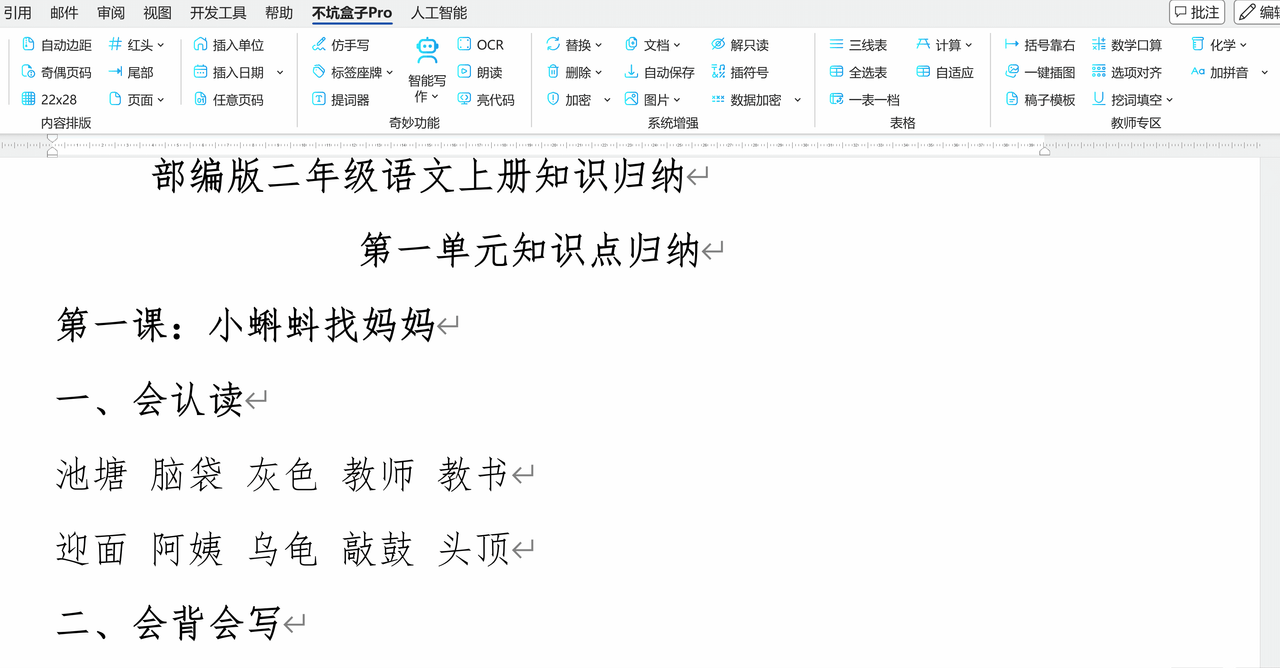 引用 邮件 审阅 视图 开发工具 帮助 不坑盒子Pro 人工智能 批注 编辑
自动边距 红头 插入单位 仿手写 OCR 替换 文档 解只读 三线表 计算 括号靠右 数学口算 化学
奇偶页码 尾部 插入日期 标签座牌 智能写作 朗读 删除 自动保存 插符号 全选表 自适应 一键插图 选项对齐 加拼音
22x28 页面 任意页码 提词器 亮代码 加密 图片 数据加密 一表一档 稿子模板 挖词填空
内容排版 奇妙功能 系统增强 表格 教师专区
部编版二年级语文上册知识归纳
第一单元知识点归纳
第一课：小蝌蚪找妈妈
一、会认读
池塘 脑袋 灰色 教师 教书
迎面 阿姨 乌龟 敲鼓 头顶
二、会背会写